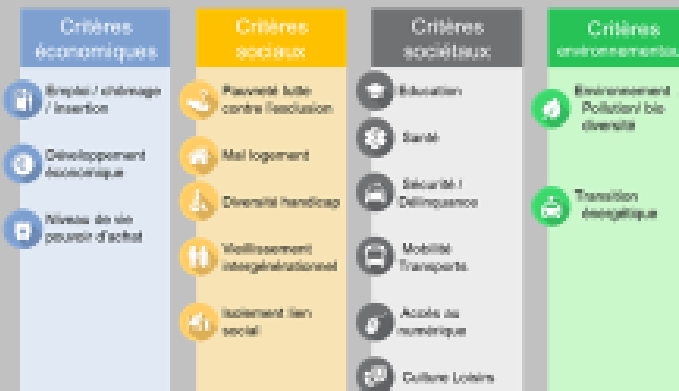 Critères
économiques
Emploi / chômage
/ Insertion
Développement
économique
Niveau de vie
pouvoir d'achat
Critères
sociaux
Pauvreté lutte
contre l'exclusion
Mal logement
Diversité handicap
Vieillissement
intergénérationnel
Isolement lien
social
Critères
sociétaux
Education
Santé
Sécurité /
Délinquance
Mobilité
Transports
Accès au
numérique
Culture Loisirs
Critères
environnementau
Environnement
Pollution/ bio
diversité
Transition
énergétique